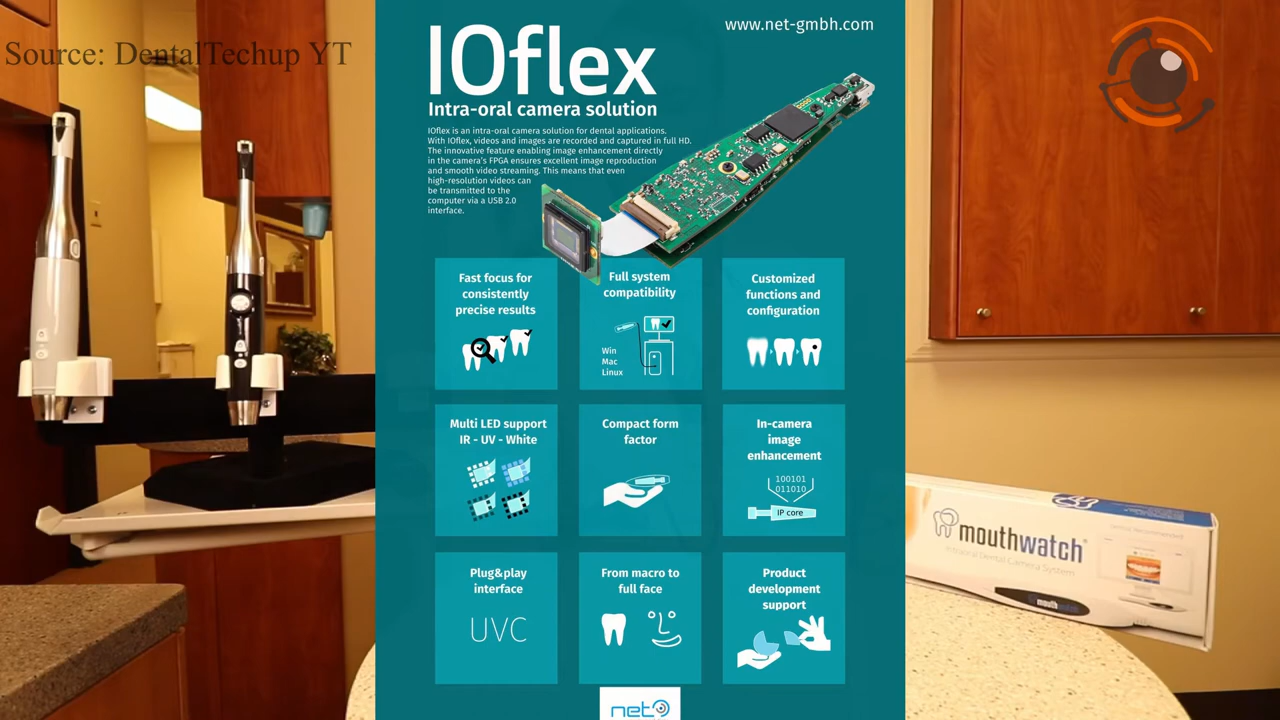 Source: DentalTechup YT
www.net-gmbh.com
IOflex
Intra-oral camera solution
IOflex is an intra-oral camera solution for dental applications.
With IOflex, videos and images are recorded and captured in full HD.
The innovative feature enabling image enhancement directly
in the camera's FPGA ensures excellent image reproduction
and smooth video streaming. This means that even
high-resolution videos can
be transmitted to the
computer via a USB 2.0
interface.
Fast focus for
consistently
precise results
Full system
compatibility
Win
Mac
Linux
Customized
functions and
configuration
Multi LED support
IR - UV - White
Compact form
factor
In-camera
image
enhancement
100101
011010
IP core
Plug&play
interface
UVC
From macro to
full face
Product
development
support
net
mouthwatch
Intraoral Dental Camera System
mouthwatch